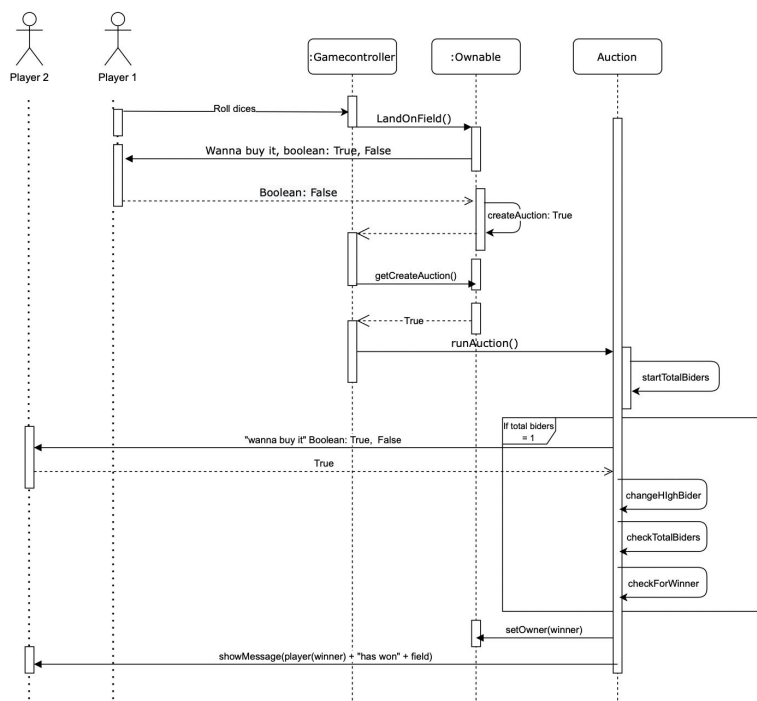 Player 2
Player 1
:Gamecontroller
:Ownable
Auction
Roll dices
LandOnField()
Wanna buy it, boolean: True, False
Boolean: False
createAuction: True
getCreateAuction()
True
runAuction()
startTotalBiders
If total biders
= 1
"wanna buy it" Boolean: True, False
True
changeHIghBider
checkTotalBiders
checkForWinner
setOwner(winner)
showMessage(player(winner) + "has won" + field)